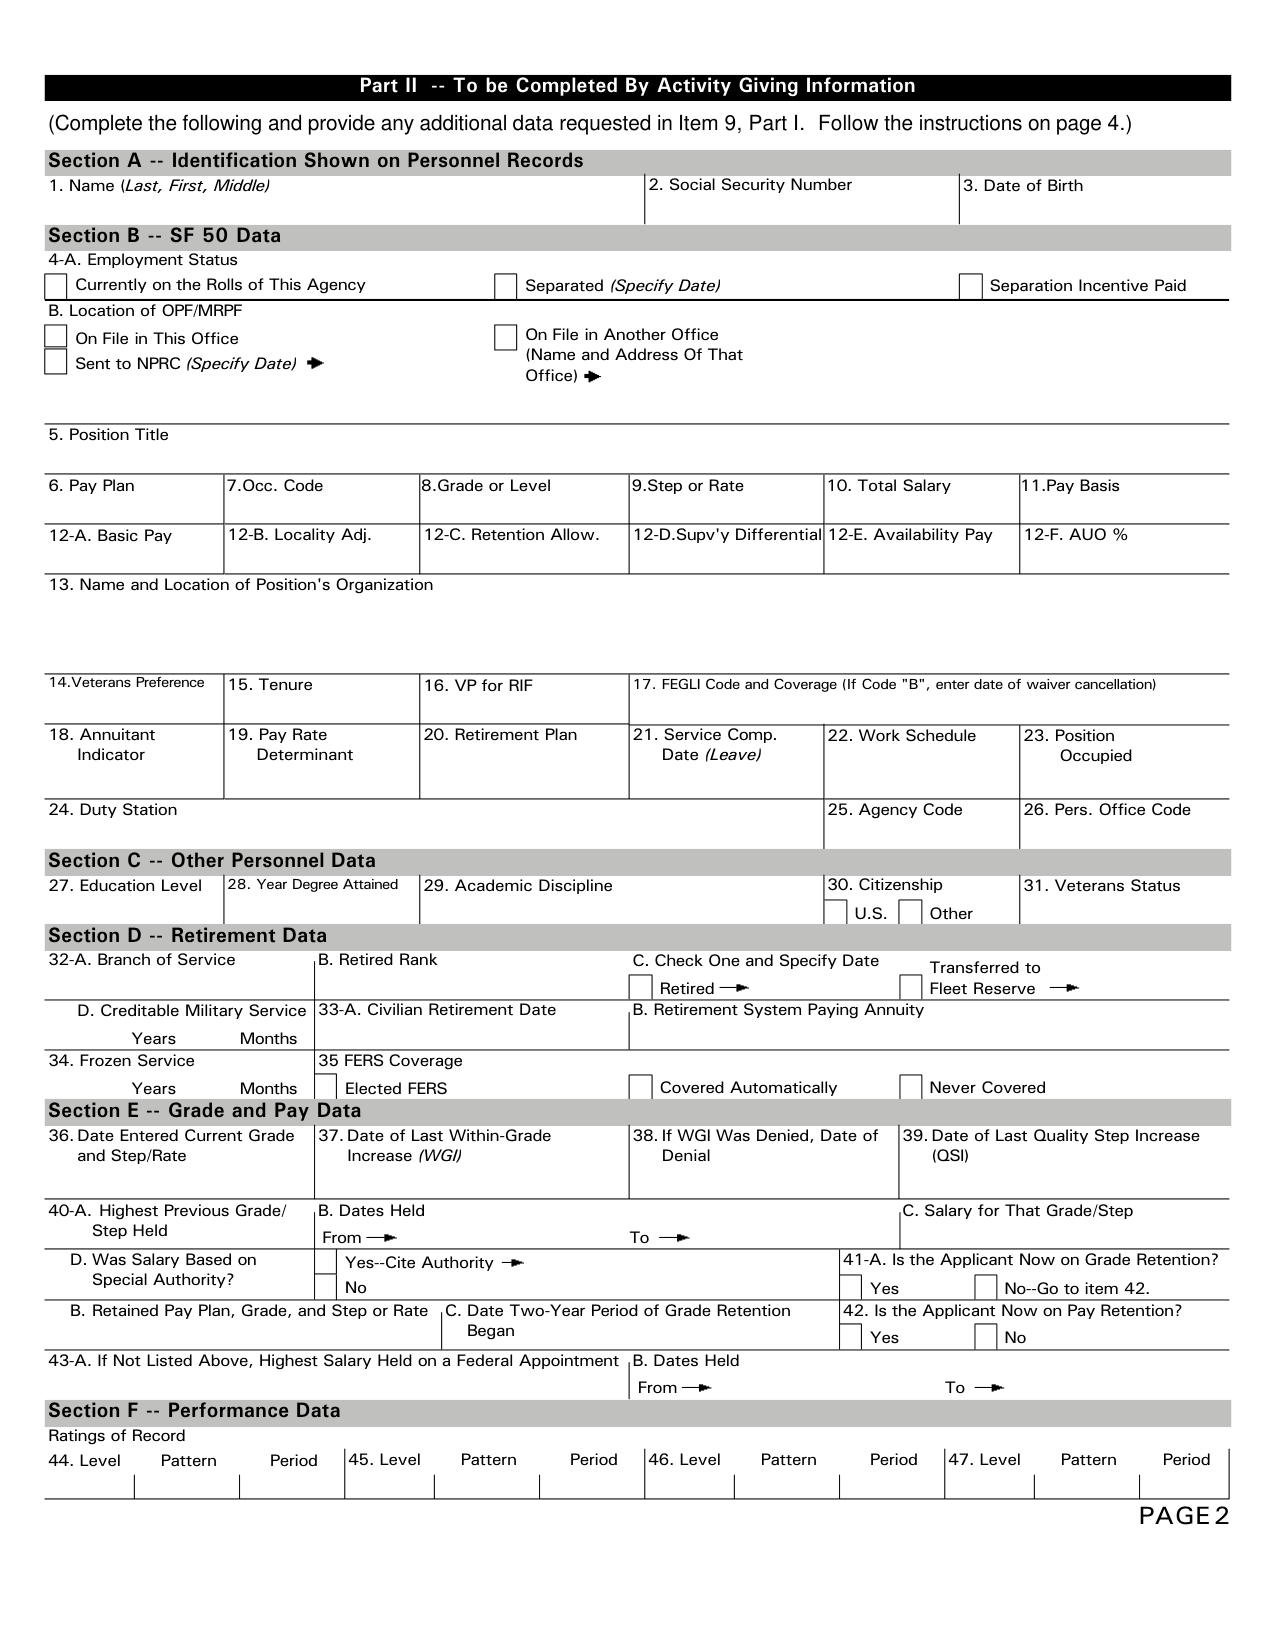 Part II -- To be Completed By Activity Giving Information
(Complete the following and provide any additional data requested in Item 9, Part I. Follow the instructions on page 4.)
Section A -- Identification Shown on Personnel Records
1. Name (Last, First, Middle) 2. Social Security Number 3. Date of Birth
Section B -- SF 50 Data
4-A. Employment Status
Currently on the Rolls of This Agency Separated (Specify Date) Separation Incentive Paid
B. Location of OPF/MRPF
On File in This Office On File in Another Office
(Name and Address Of That
Sent to NPRC (Specify Date) Office)
5. Position Title
6. Pay Plan 7.Occ. Code 8.Grade or Level 9.Step or Rate 10. Total Salary 11.Pay Basis
12-A. Basic Pay 12-B. Locality Adj. 12-C. Retention Allow. 12-D.Supv'y Differential 12-E. Availability Pay 12-F. AUO %
13. Name and Location of Position's Organization
14.Veterans Preference 15. Tenure 16. VP for RIF 17. FEGLI Code and Coverage (If Code "B", enter date of waiver cancellation)
18. Annuitant 19. Pay Rate 20. Retirement Plan 21. Service Comp. 22. Work Schedule 23. Position
Indicator Determinant Date (Leave) Occupied
24. Duty Station 25. Agency Code 26. Pers. Office Code
Section C -- Other Personnel Data
27. Education Level 28. Year Degree Attained 29. Academic Discipline 30. Citizenship 31. Veterans Status
U.S. Other
Section D -- Retirement Data
32-A. Branch of Service B. Retired Rank C. Check One and Specify Date Transferred to
Retired Fleet Reserve
D. Creditable Military Service 33-A. Civilian Retirement Date B. Retirement System Paying Annuity
Years Months
34. Frozen Service 35 FERS Coverage
Years Months Elected FERS Covered Automatically Never Covered
Section E -- Grade and Pay Data
36. Date Entered Current Grade 37. Date of Last Within-Grade 38. If WGI Was Denied, Date of 39. Date of Last Quality Step Increase
and Step/Rate Increase (WGI) Denial (QSI)
40-A. Highest Previous Grade/ B. Dates Held C. Salary for That Grade/Step
Step Held From To
D. Was Salary Based on Yes--Cite Authority 41-A. Is the Applicant Now on Grade Retention?
Special Authority? No Yes No--Go to item 42.
B. Retained Pay Plan, Grade, and Step or Rate C. Date Two-Year Period of Grade Retention 42. Is the Applicant Now on Pay Retention?
Began Yes No
43-A. If Not Listed Above, Highest Salary Held on a Federal Appointment B. Dates Held
From To
Section F -- Performance Data
Ratings of Record
44. Level Pattern Period 45. Level Pattern Period 46. Level Pattern Period 47. Level Pattern Period
PAGE 2